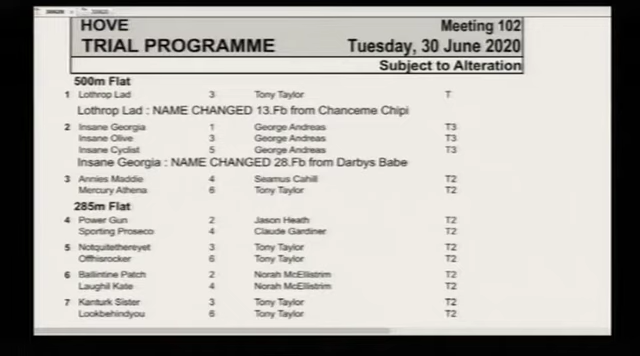 HOVE Meeting 102
TRIAL PROGRAMME Tuesday, 30 June 2020
Subject to Alteration
500m Flat
1 Lothrop Lad 3 Tony Taylor T
Lothrop Lad : NAME CHANGED 13.Fb from Chanceme Chipi
2 Insane Georgia 1 George Andreas T3
Insane Olive 3 George Andreas T3
Insane Cyclist 5 George Andreas T3
Insane Georgia : NAME CHANGED 28.Fb from Darbys Babe
3 Annies Maddie 4 Seamus Cahill T2
Mercury Athena 6 Tony Taylor T2
285m Flat
4 Power Gun 2 Jason Heath T2
Sporting Proseco 4 Claude Gardiner T2
5 Notquitethereyet 3 Tony Taylor T2
Offhisrocker 6 Tony Taylor T2
6 Ballintine Patch 2 Norah McEllistrim T2
Laughil Kate 4 Norah McEllistrim T2
7 Kanturk Sister 3 Tony Taylor T2
Lookbehindyou 6 Tony Taylor T2